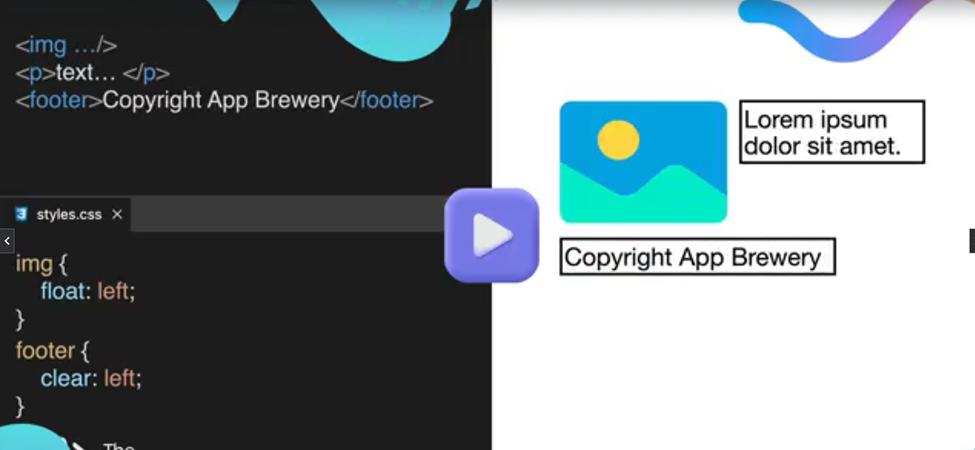 <img …/>
<p>text… </p>
<footer>Copyright App Brewery</footer>
styles.css
img {
float: left;
}
footer {
clear: left;
}
The
Lorem ipsum
dolor sit amet.
Copyright App Brewery